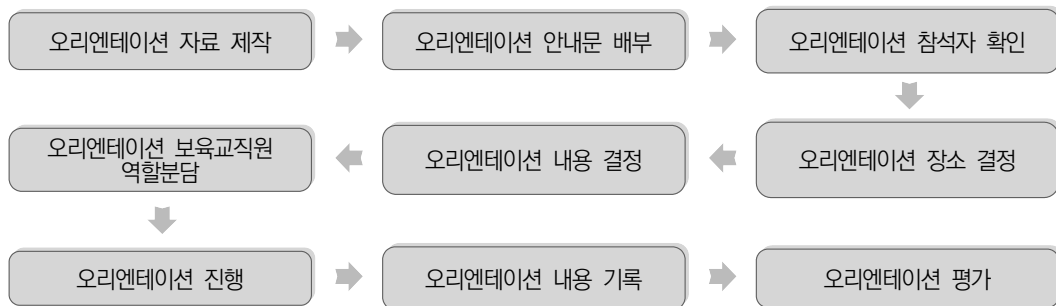 오리엔테이션 자료 제작
오리엔테이션 안내문 배부
오리엔테이션 참석자 확인
오리엔테이션 장소 결정
오리엔테이션 내용 결정
오리엔테이션 보육교직원
역할분담
오리엔테이션 진행
오리엔테이션 내용 기록
오리엔테이션 평가